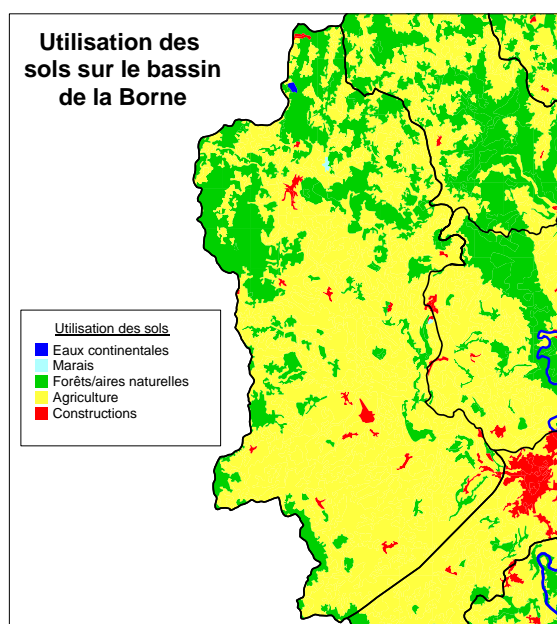 Utilisation des
sols sur le bassin
de la Borne
Utilisation des sols
Eaux continentales
Marais
Forêts/aires naturelles
Agriculture
Constructions